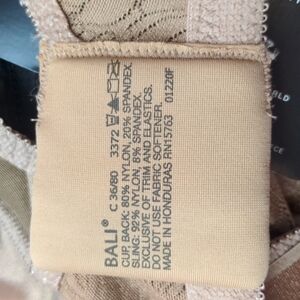 BALI®
C 36/80 3372
CUP, BACK: 80% NYLON, 20% SPANDEX.
SLING: 92% NYLON, 8% SPANDEX.
EXCLUSIVE OF TRIM AND ELASTICS.
DO NOT USE FABRIC SOFTENER.
MADE IN HONDURAS RN15763 01220F